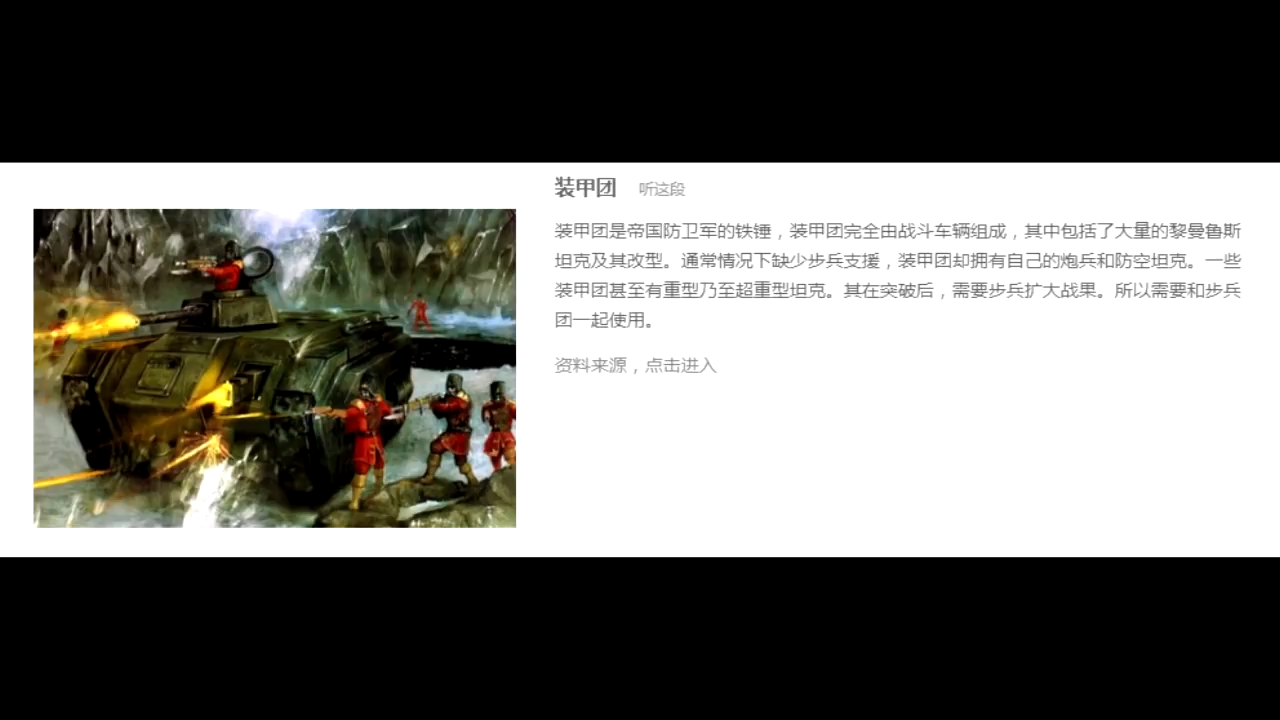 装甲团 听这段
装甲团是帝国防卫军的铁锤，装甲团完全由战斗车辆组成，其中包括了大量的黎曼鲁斯
坦克及其改型。通常情况下缺少步兵支援，装甲团却拥有自己的炮兵和防空坦克。一些
装甲团甚至有重型乃至超重型坦克。其在突破后，需要步兵扩大战果。所以需要和步兵
团一起使用。
资料来源，点击进入